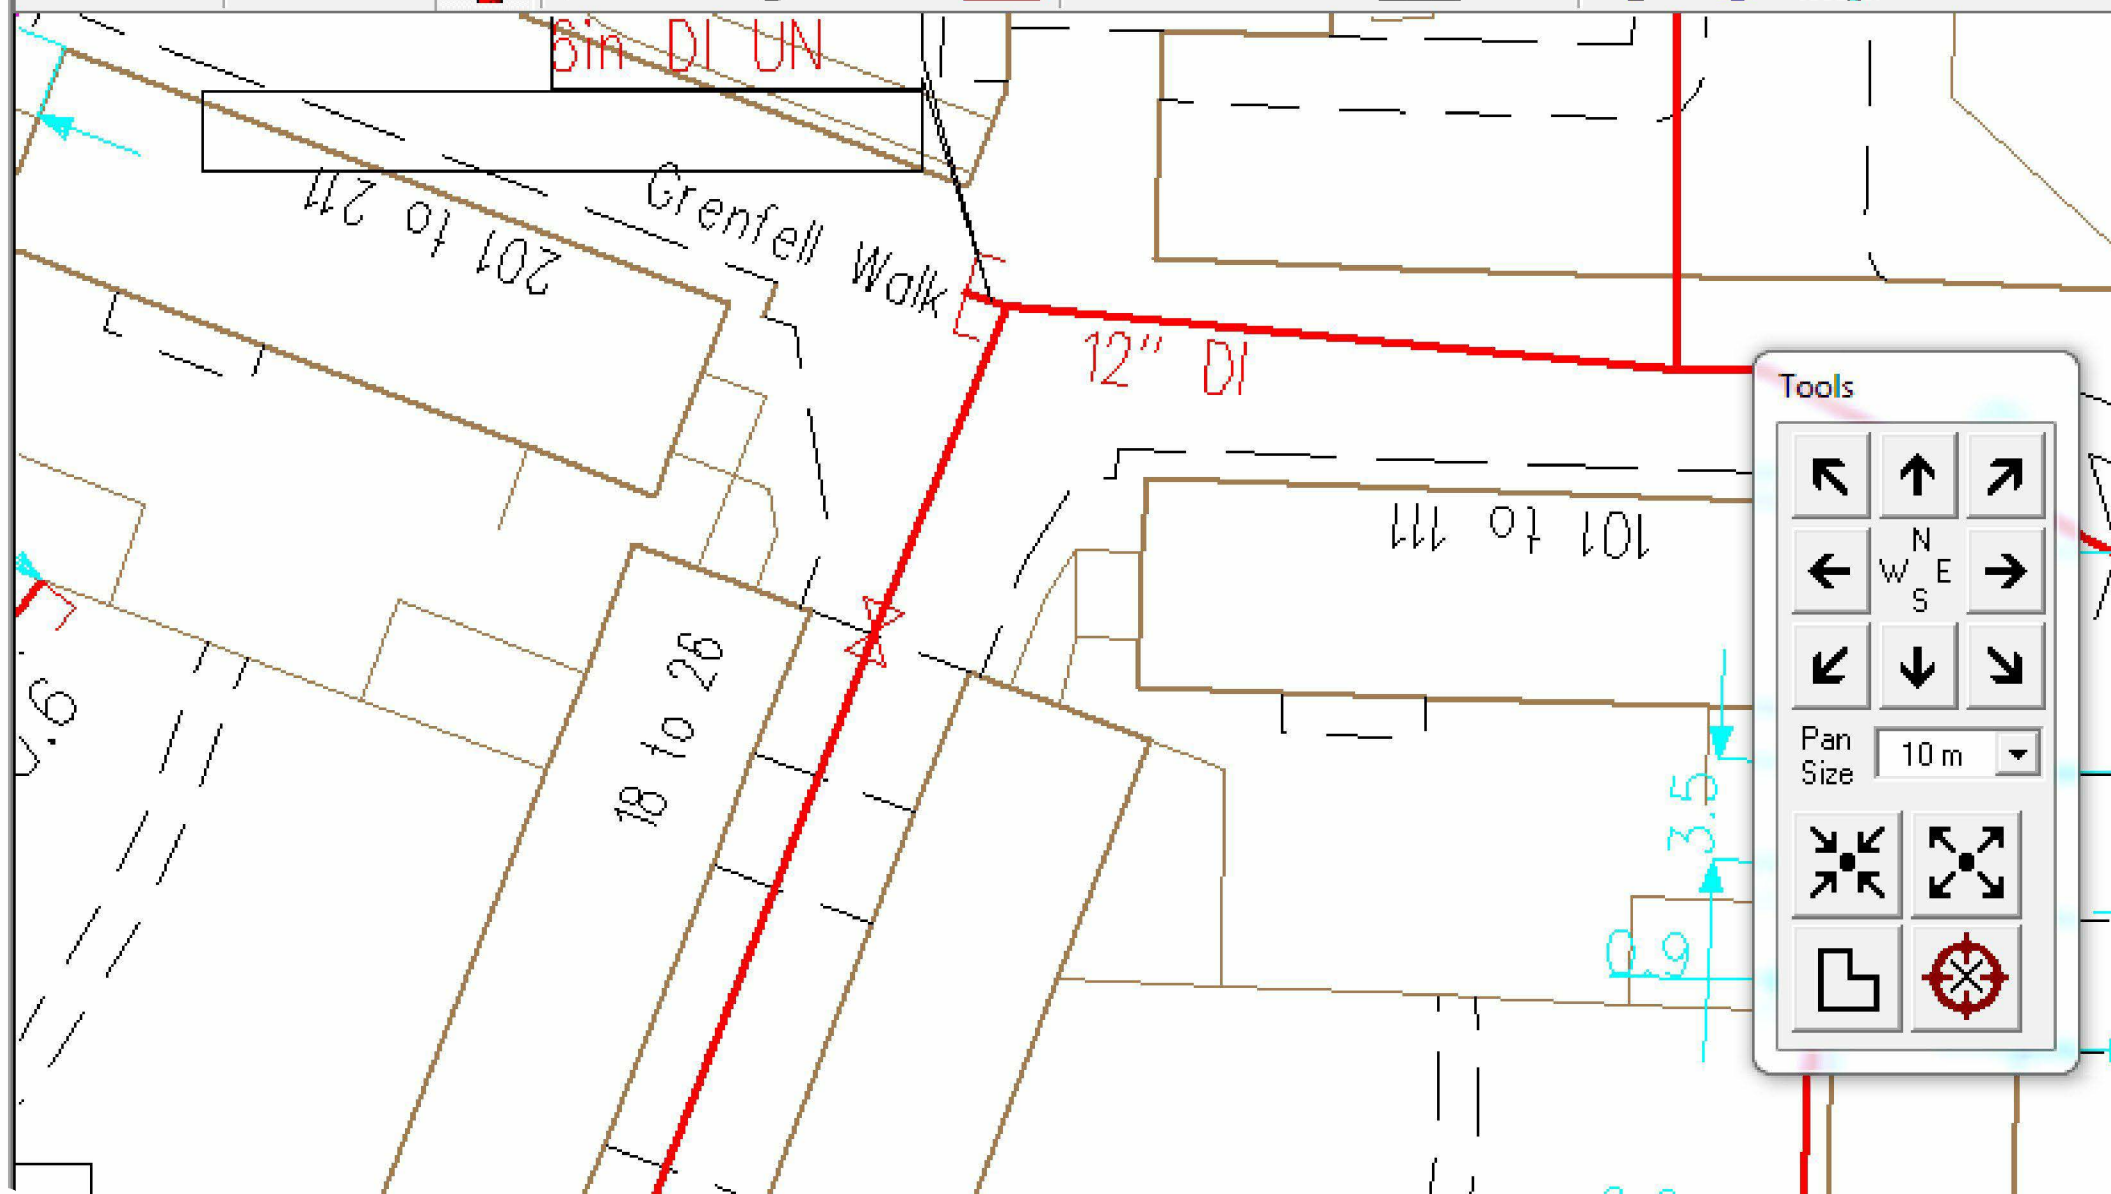 6in DI UN
Grenfell Walk
201 to 211
12" DI
Tools
101 to 111
N
W E
S
18 to 26
Pan
Size
10 m
3.5
0.9